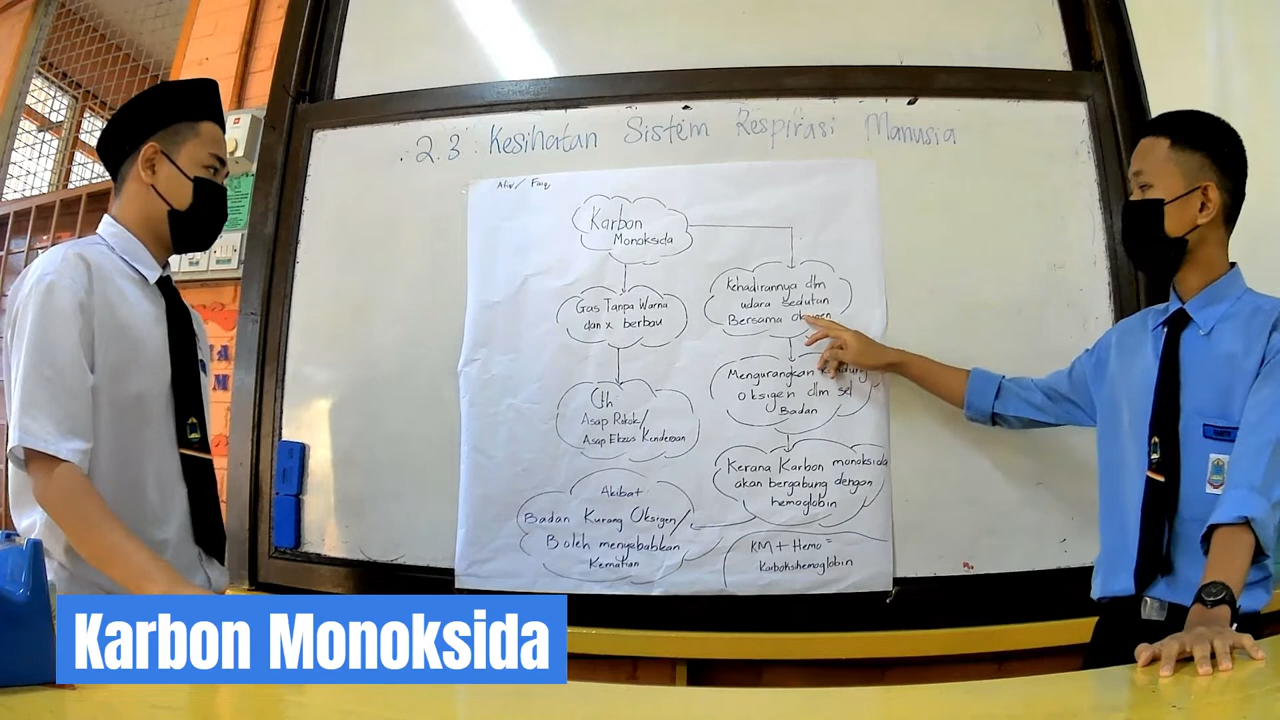 2.3 : Kesihatan Sistem Respirasi Manusia
Afiq / Faiq
Karbon
Monoksida
Gas Tanpa Warna
dan x berbau
Cth
Asap Rokok/
Asap Ekzos Kenderaan
Kehadirannya dlm
udara Sedutan
Bersama
Mengurangkan
Oksigen dlm sel
Badan
Kerana Karbon monoksida
akan bergabung dengan
hemoglobin
KM + Hemo =
Karboksihemoglobin
Akibat
Badan Kurang Oksigen/
Boleh menyebabkan
Kematian
Karbon Monoksida